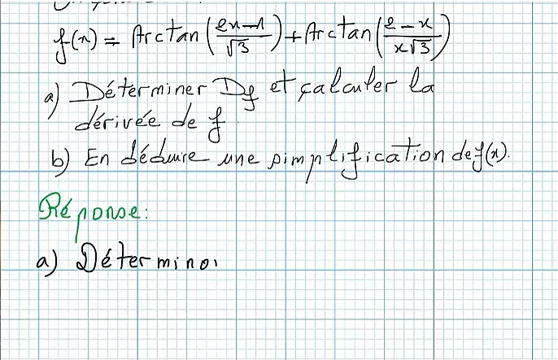 f(x) = Arctan(2x-1/√3) + Arctan(2-x/x√3)
a) Déterminer Df et calculer la
dérivée de f
b) En déduire une simplification de f(x).
Réponse:
a) Détermino